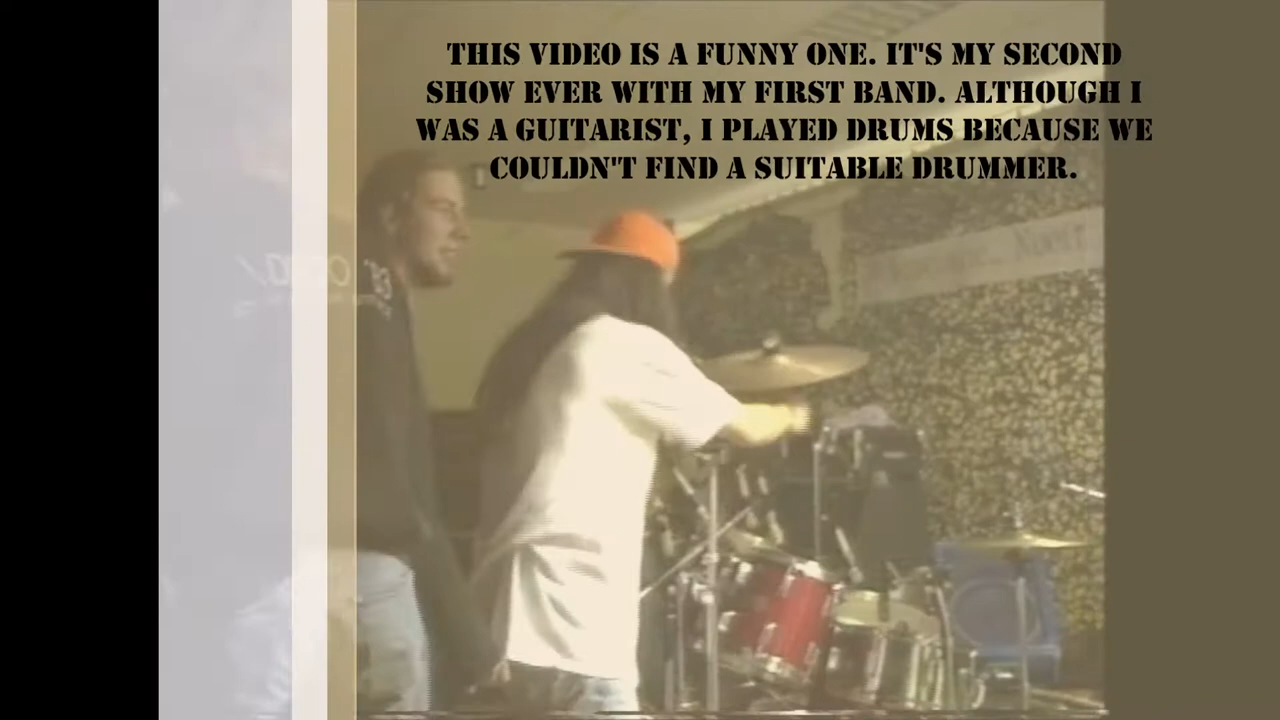 THIS VIDEO IS A FUNNY ONE. IT'S MY SECOND
SHOW EVER WITH MY FIRST BAND. ALTHOUGH I
WAS A GUITARIST, I PLAYED DRUMS BECAUSE WE
COULDN'T FIND A SUITABLE DRUMMER.